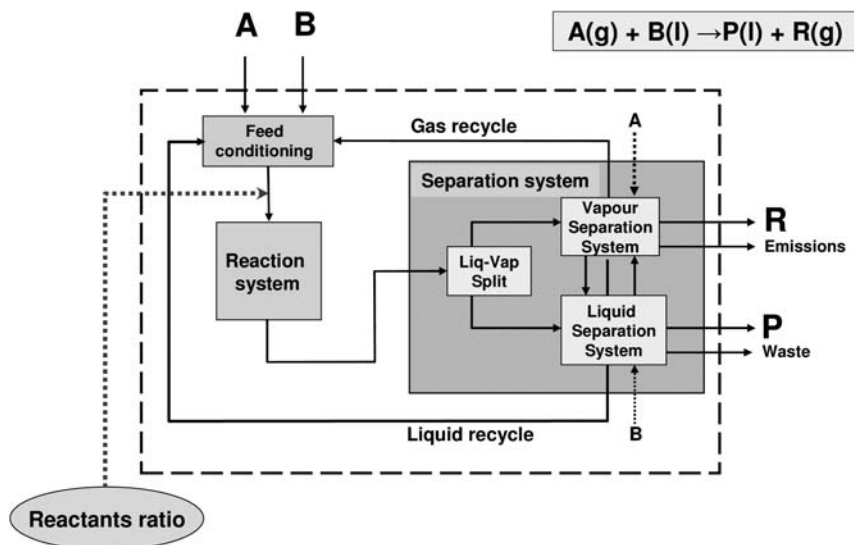 A B
A(g) + B(l) →P(l) + R(g)
Feed
conditioning
Gas recycle
A
Separation system
Vapour
Separation
System
R
Emissions
Reaction
system
Liq-Vap
Split
Liquid
Separation
System
P
Waste
Liquid recycle
B
Reactants ratio